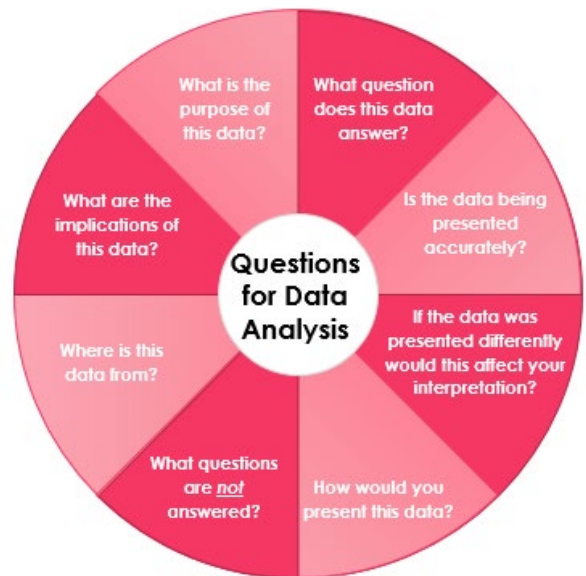 What is the
purpose of
this data?
What question
does this data
answer?
Is the data being
presented
accurately?
If the data was
presented differently
would this affect your
interpretation?
How would you
present this data?
What questions
are not
answered?
Where is this
data from?
What are the
implications of
this data?
Questions
for Data
Analysis